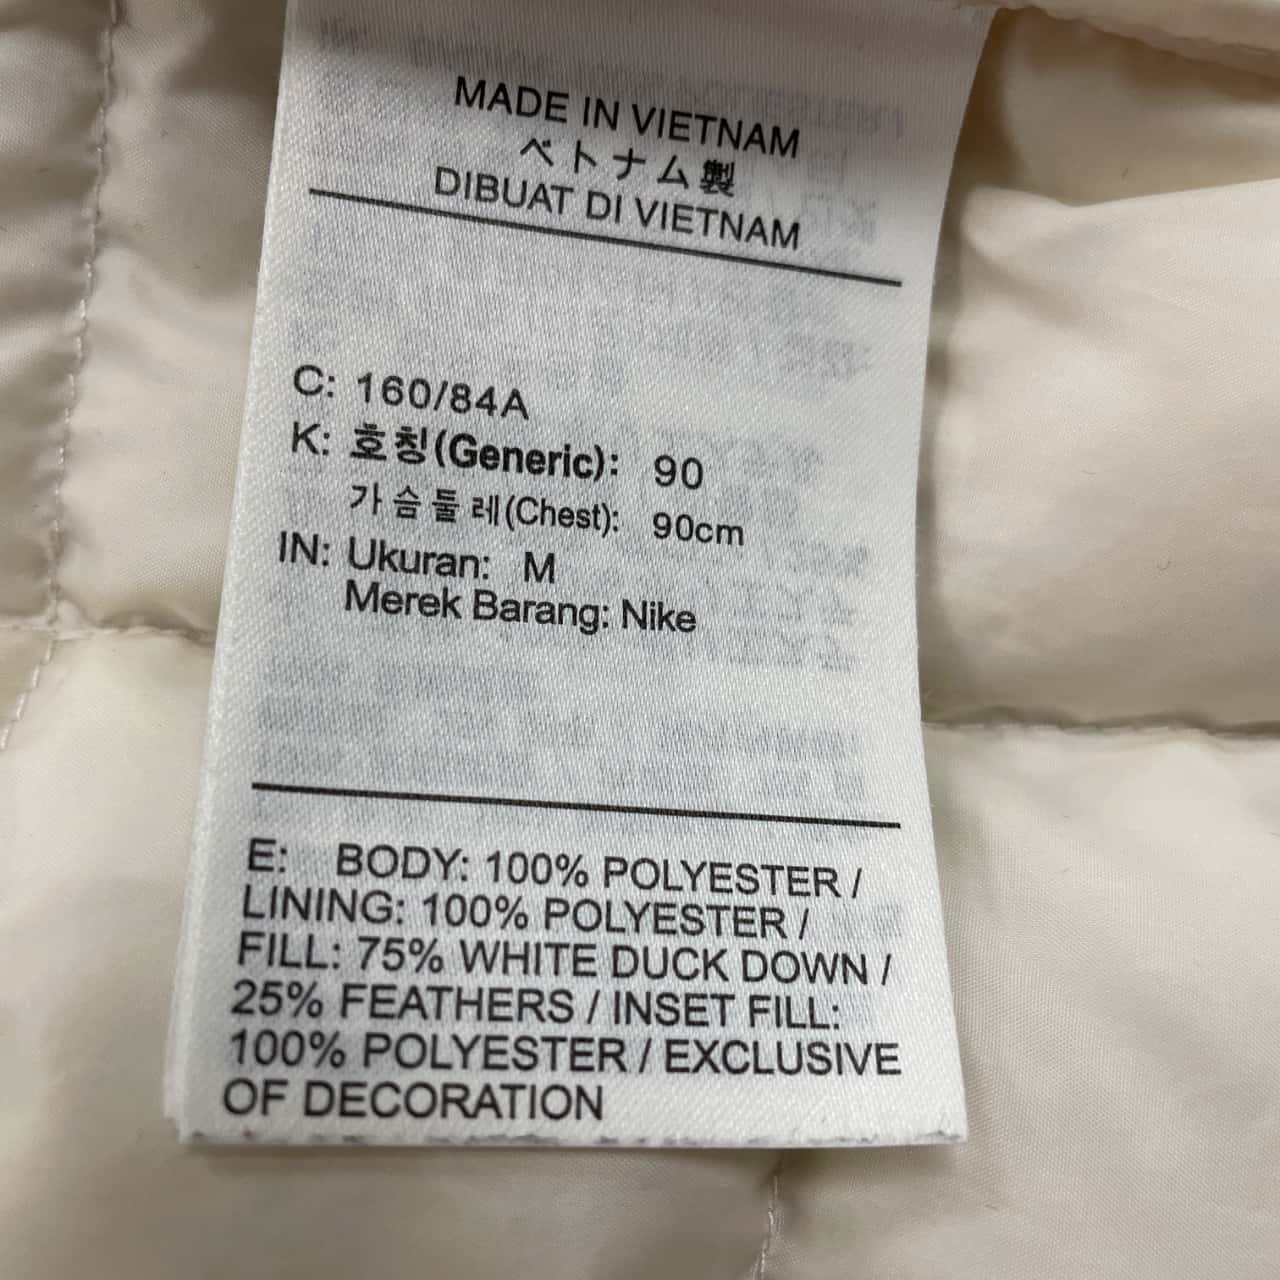 MADE IN VIETNAM
ベトナム製
DIBUAT DI VIETNAM
C: 160/84A
K: 호칭(Generic): 90
가슴둘레(Chest): 90cm
IN: Ukuran: M
Merek Barang: Nike
E: BODY: 100% POLYESTER /
LINING: 100% POLYESTER /
FILL: 75% WHITE DUCK DOWN /
25% FEATHERS / INSET FILL:
100% POLYESTER / EXCLUSIVE
OF DECORATION